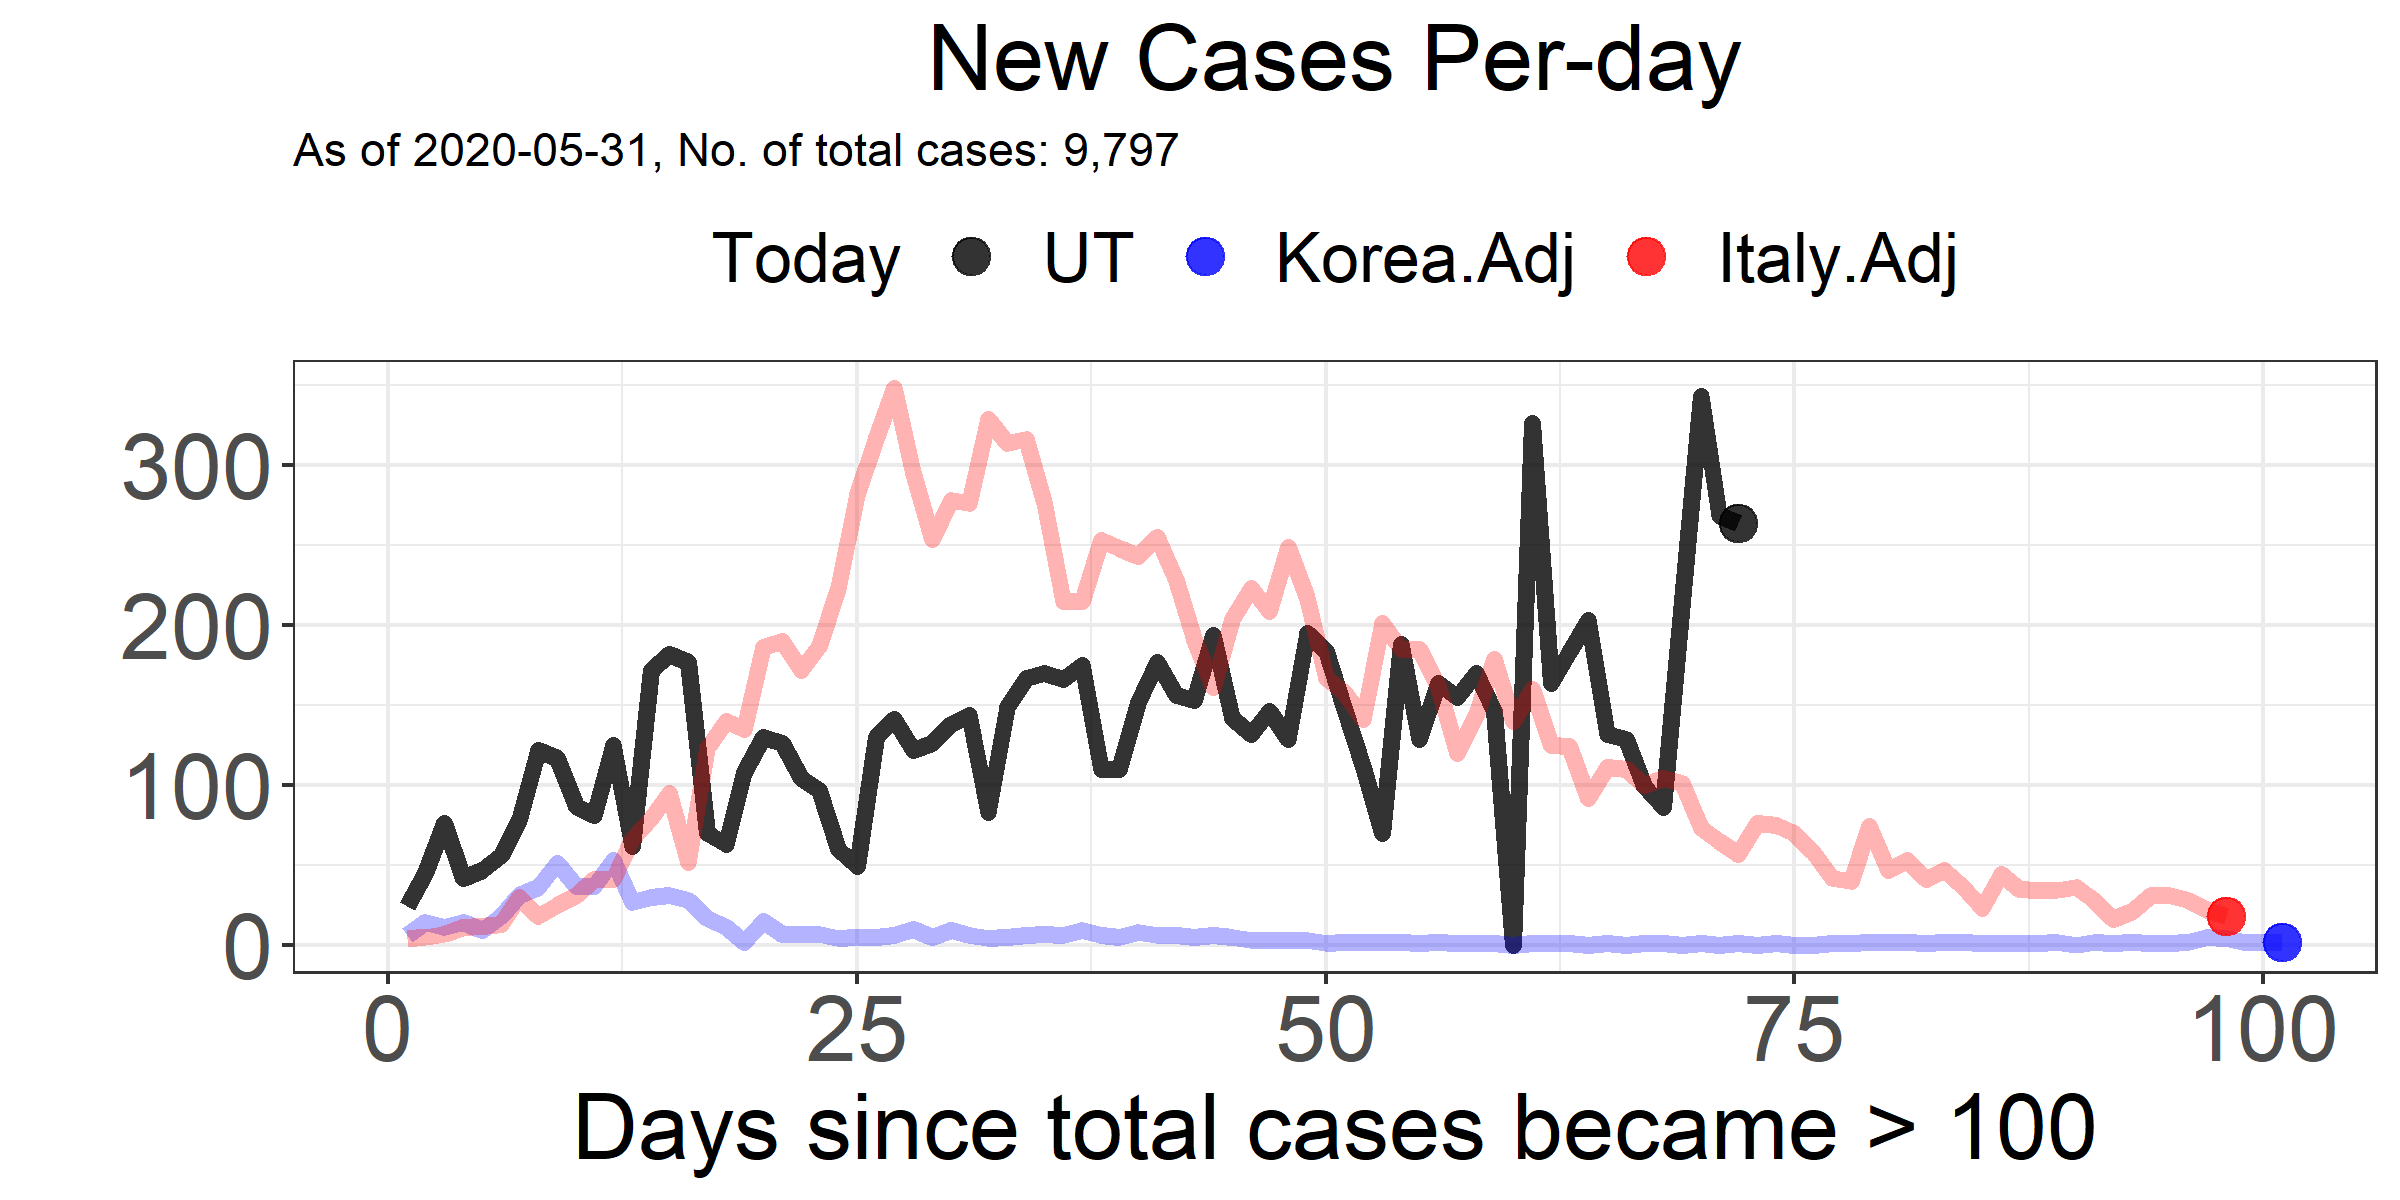 New Cases Per-day
As of 2020-05-31, No. of total cases: 9,797
Today UT Korea.Adj Italy.Adj
300
200
100
0
0 25 50 75 100
Days since total cases became > 100